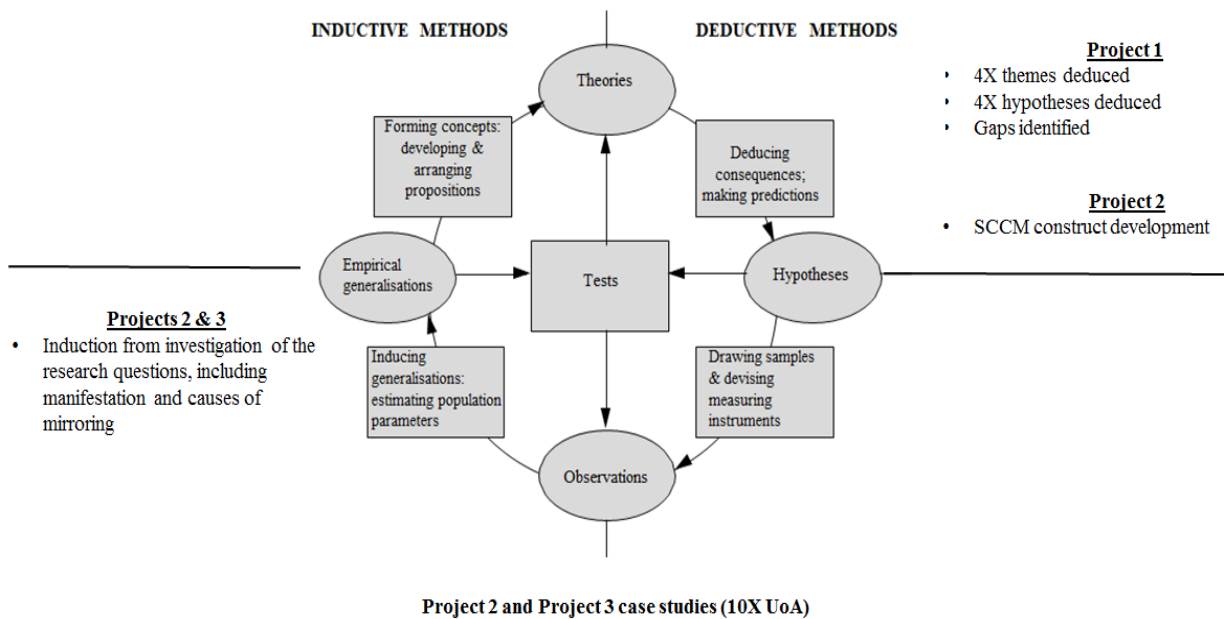 INDUCTIVE METHODS
DEDUCTIVE METHODS
Project 1
• 4X themes deduced
• 4X hypotheses deduced
• Gaps identified
Theories
Forming concepts:
developing &
arranging
propositions
Deducing
consequences;
making predictions
Project 2
• SCCM construct development
Empirical
generalisations
Tests
Hypotheses
Projects 2 & 3
• Induction from investigation of the
research questions, including
manifestation and causes of
mirroring
Inducing
generalisations:
estimating population
parameters
Drawing samples
& devising
measuring
instruments
Observations
Project 2 and Project 3 case studies (10X UoA)